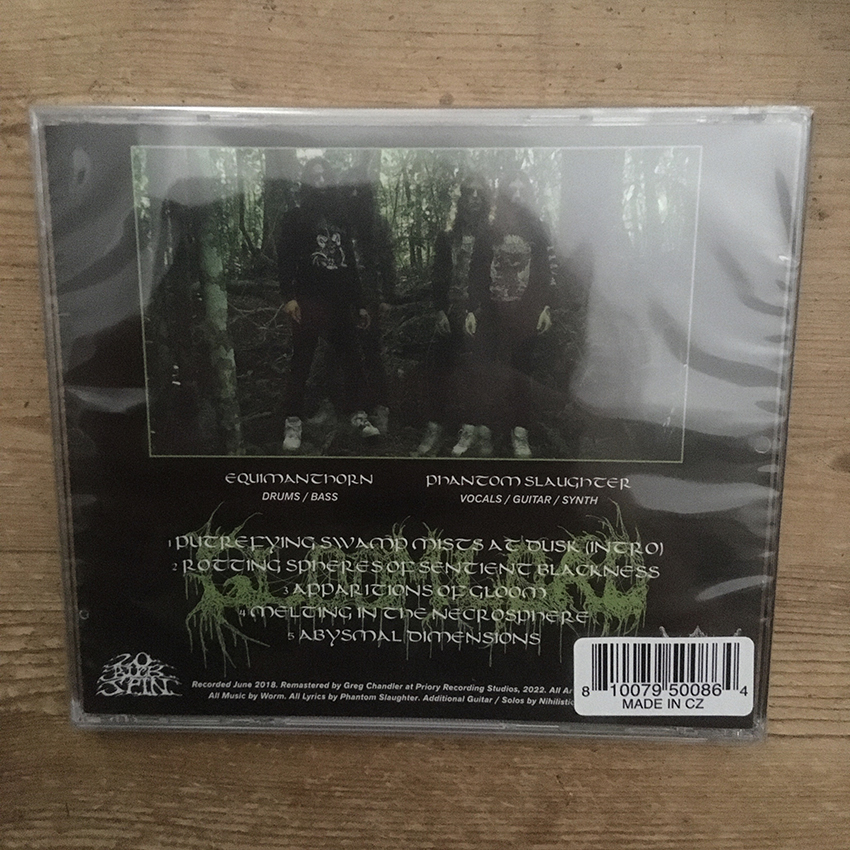 EQUIMANTHORN
DRUMS / BASS
PHANTOM SLAUGHTER
VOCALS / GUITAR / SYNTH
1 PUTREFYING SWAMP MISTS AT DUSK (INTRO)
2 ROTTING SPHERES OF SENTIENT BLACKNESS
3 APPARITIONS OF GLOOM
4 MELTING IN THE NECROSPHERE
5 ABYSMAL DIMENSIONS
20
BUCK
SPIN
Recorded June 2018. Remastered by Greg Chandler at Priory Recording Studios, 2022. All Ar
All Music by Worm. All Lyrics by Phantom Slaughter. Additional Guitar / Solos by Nihilistic
8 10079 50086 4
MADE IN CZ